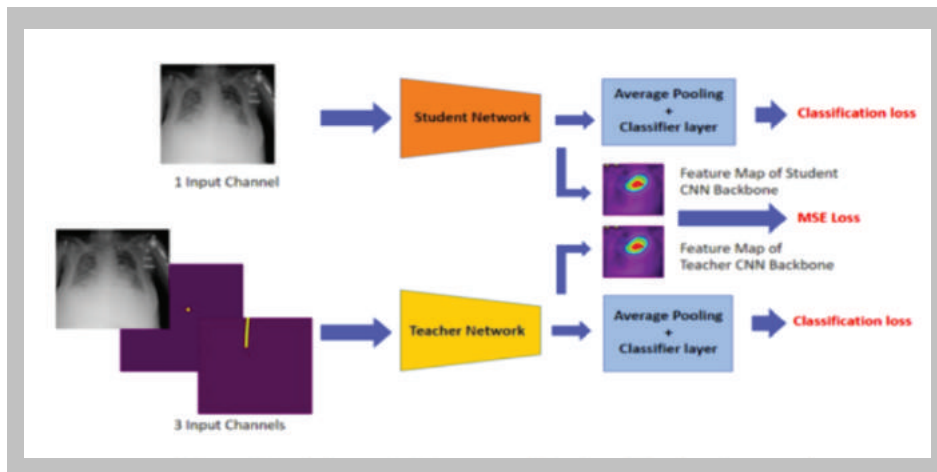 1 Input Channel
Student Network
Average Pooling
+
Classifier layer
Classification loss
Feature Map of Student
CNN Backbone
MSE Loss
Feature Map of
Teacher CNN Backbone
3 Input Channels
Teacher Network
Average Pooling
+
Classifier layer
Classification loss